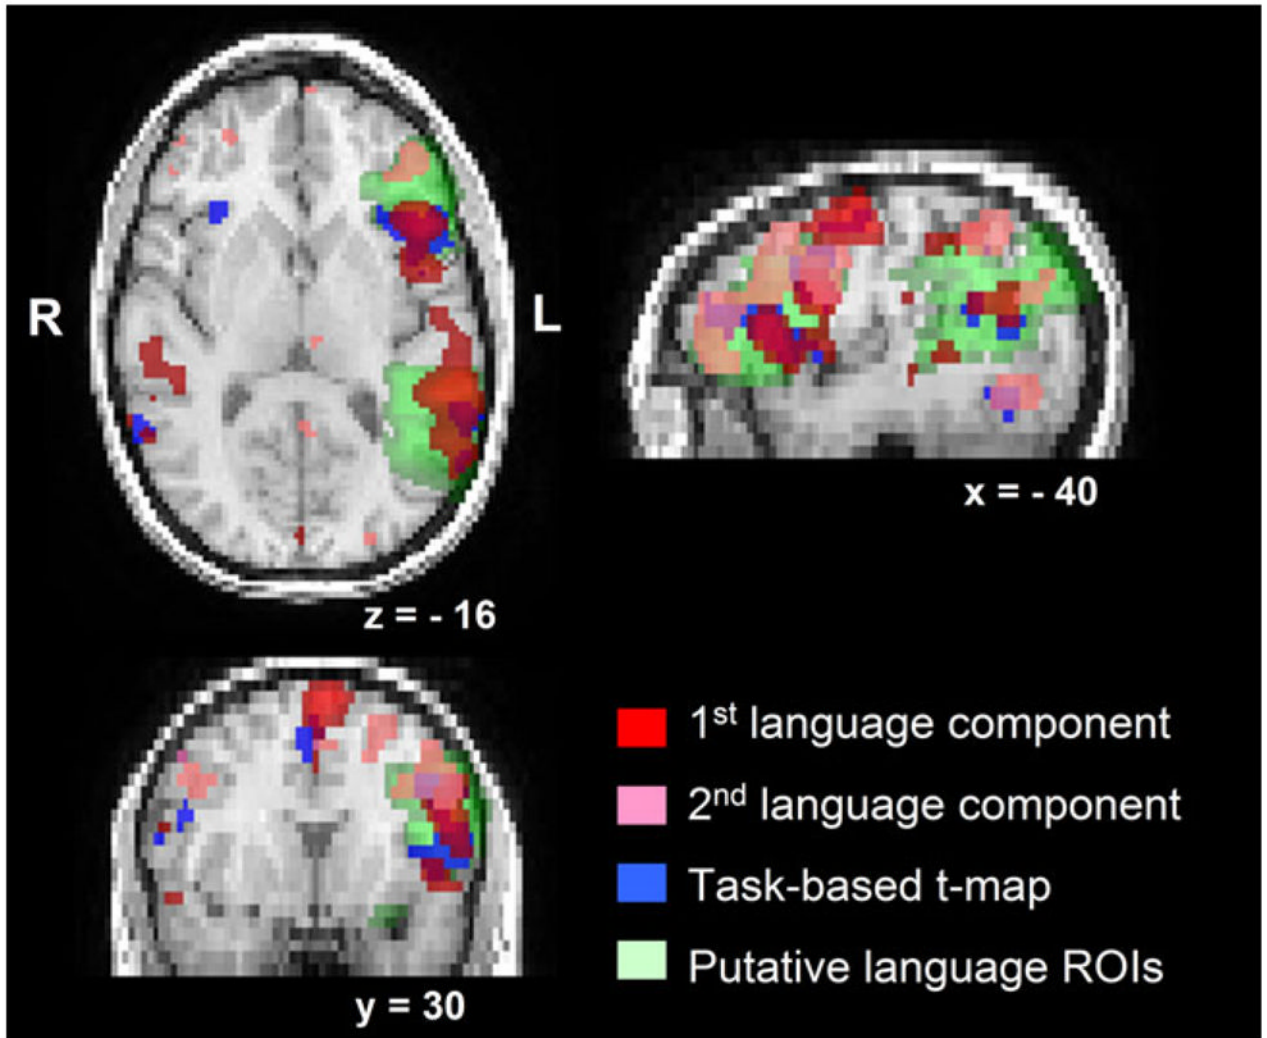 R
L
z = - 16
x = - 40
y = 30
1st language component
2nd language component
Task-based t-map
Putative language ROIs